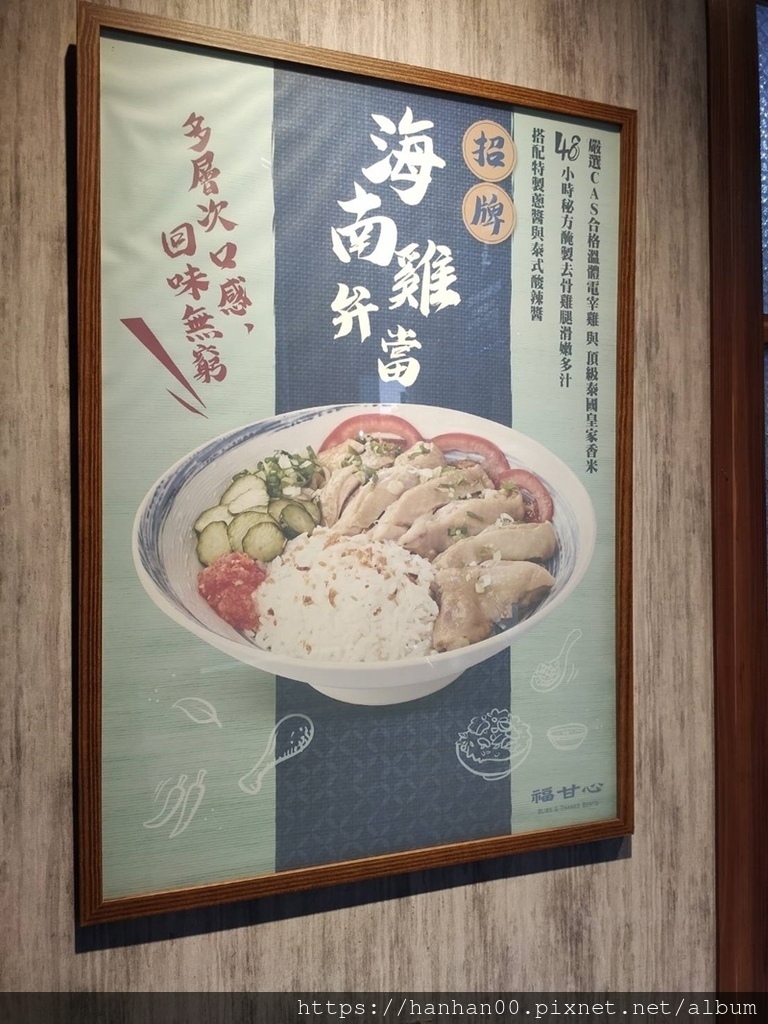 嚴選CAS合格溫體電宰雞與頂級泰國皇家香米
48小時秘方醃製去骨雞腿滑嫩多汁
搭配特製蔥醬與泰式酸辣醬
招牌
海南雞弁當
多層次口感，
回味無窮
福甘心
https://hanhan00.pixnet.net/album